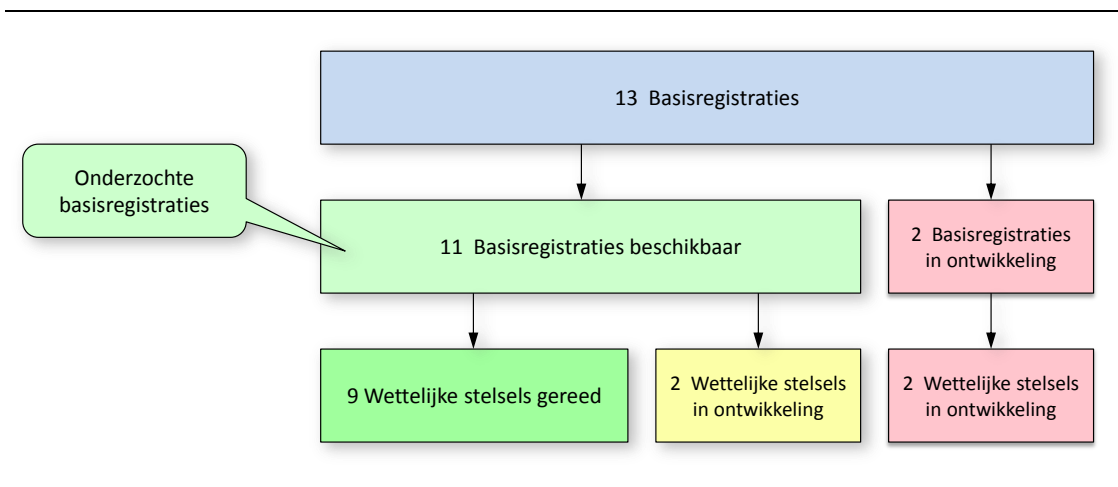 13 Basisregistraties
Onderzochte
basisregistraties
11 Basisregistraties beschikbaar
2 Basisregistraties
in ontwikkeling
9 Wettelijke stelsels gereed
2 Wettelijke stelsels
in ontwikkeling
2 Wettelijke stelsels
in ontwikkeling